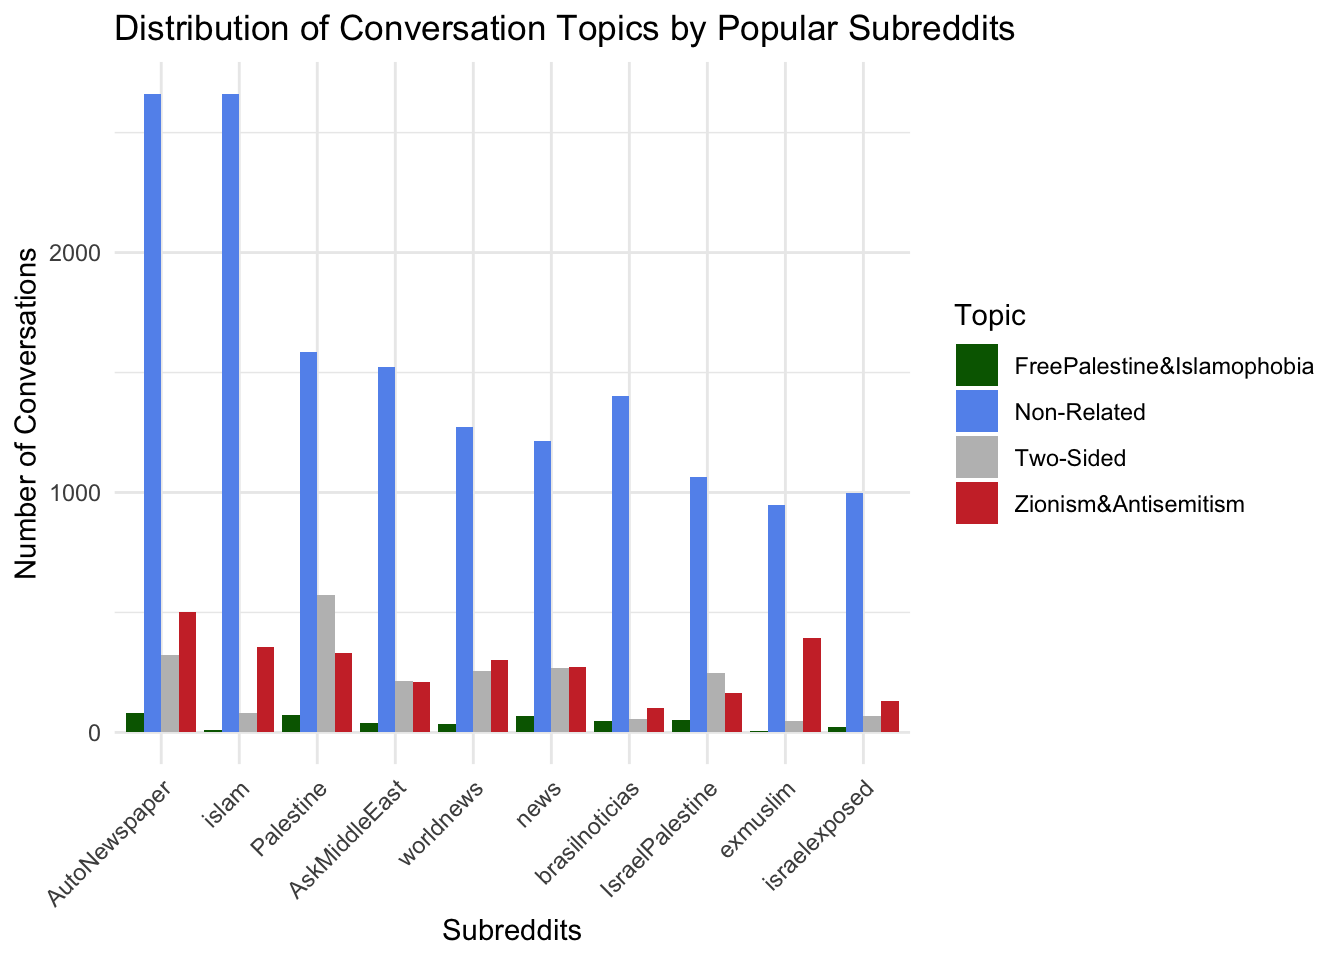 Distribution of Conversation Topics by Popular Subreddits
Number of Conversations
2000
1000
0
AutoNewspaper
islam
Palestine
AskMiddleEast
worldnews
news
brasilnoticias
IsraelPalestine
exmuslim
israelexposed
Subreddits
Topic
FreePalestine&Islamophobia
Non-Related
Two-Sided
Zionism&Antisemitism